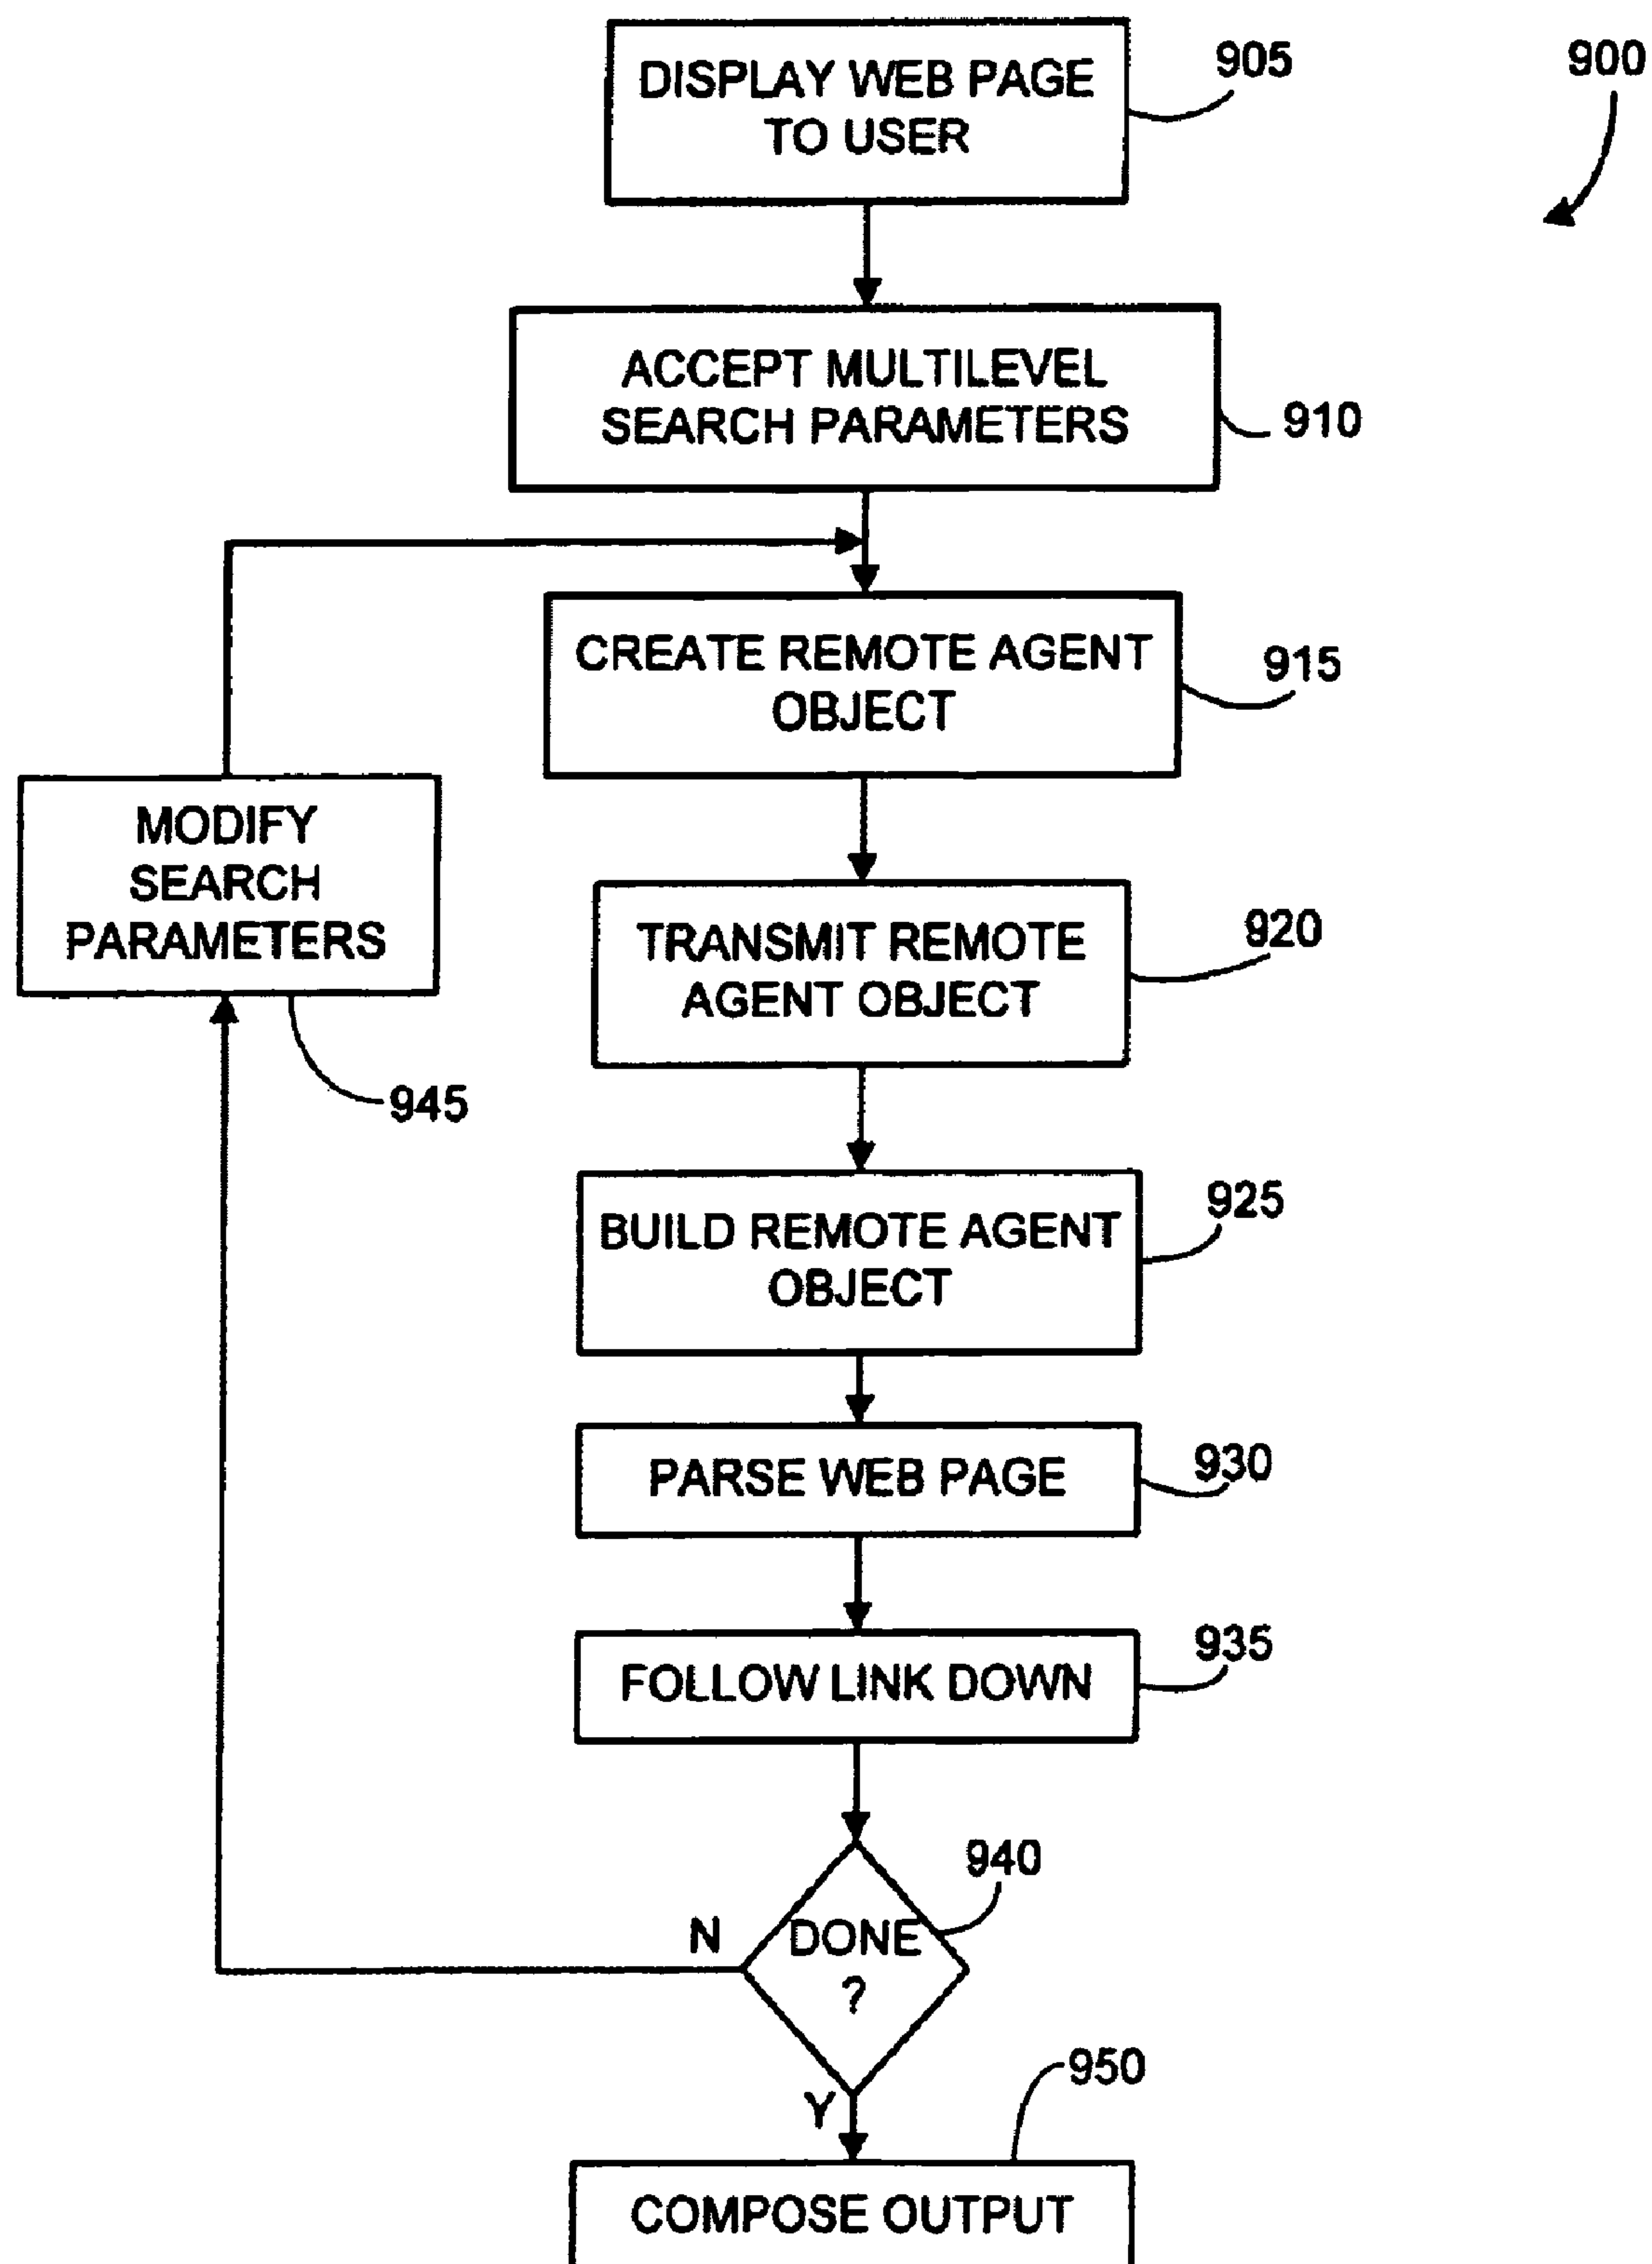 900
DISPLAY WEB PAGE
TO USER
905
ACCEPT MULTILEVEL
SEARCH PARAMETERS
910
CREATE REMOTE AGENT
OBJECT
915
MODIFY
SEARCH
PARAMETERS
945
TRANSMIT REMOTE
AGENT OBJECT
920
BUILD REMOTE AGENT
OBJECT
925
PARSE WEB PAGE
930
FOLLOW LINK DOWN
935
DONE
?
940
N
Y
COMPOSE OUTPUT
950